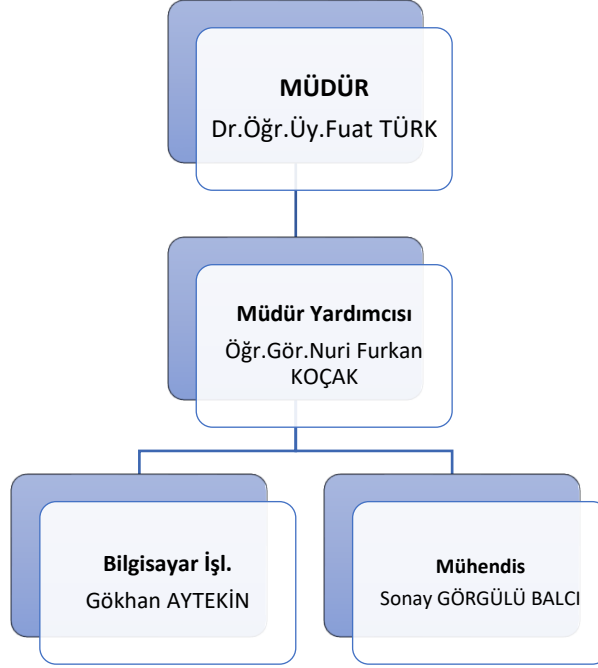 MÜDÜR
Dr.Öğr.Üy.Fuat TÜRK
Müdür Yardımcısı
Öğr.Gör.Nuri Furkan
KOÇAK
Bilgisayar İşl.
Gökhan AYTEKİN
Mühendis
Sonay GÖRGÜLÜ BALCI